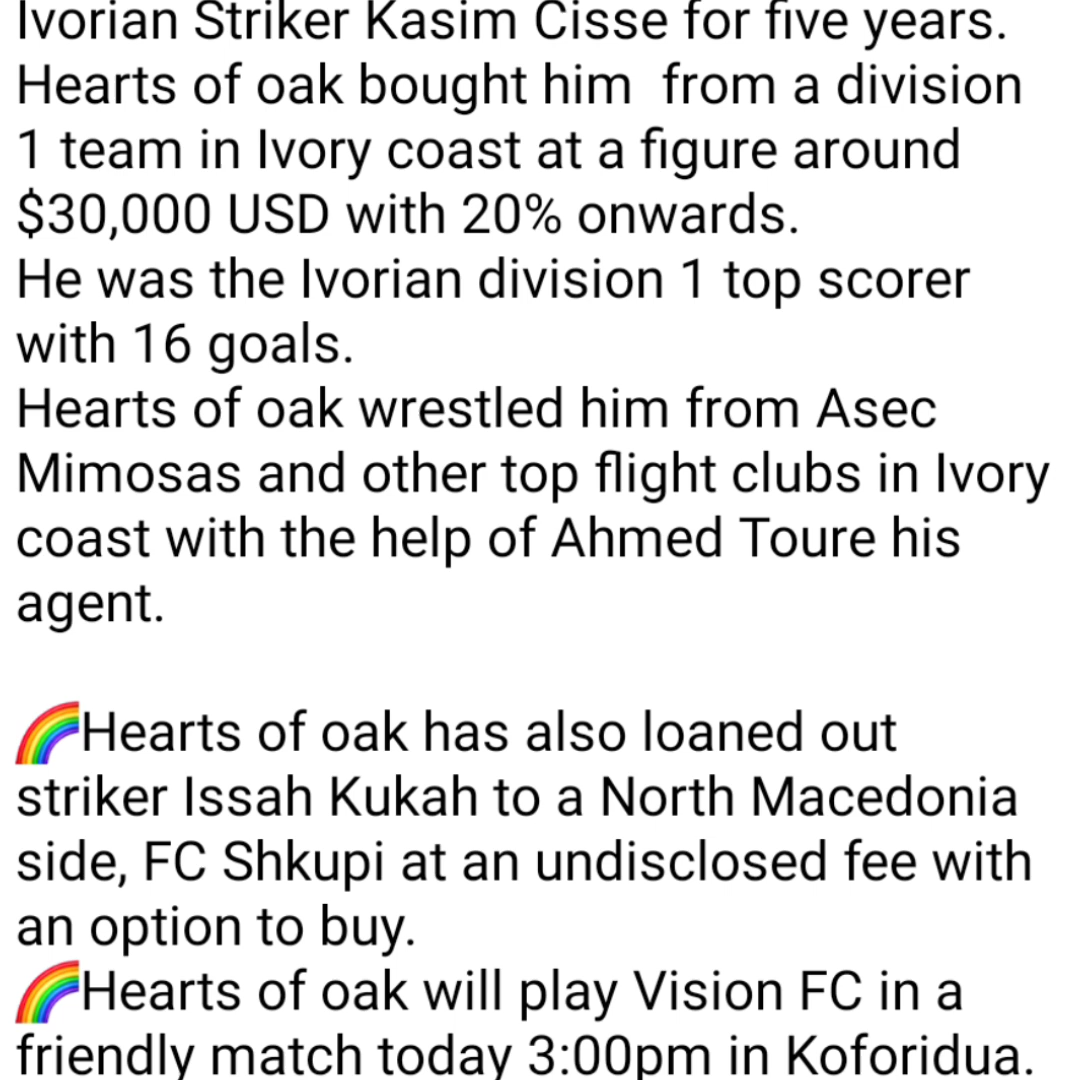 Ivorian Striker Kasim Cisse for five years.
Hearts of oak bought him  from a division
1 team in Ivory coast at a figure around
$30,000 USD with 20% onwards.
He was the Ivorian division 1 top scorer
with 16 goals.
Hearts of oak wrestled him from Asec
Mimosas and other top flight clubs in Ivory
coast with the help of Ahmed Toure his
agent.
🌈Hearts of oak has also loaned out
striker Issah Kukah to a North Macedonia
side, FC Shkupi at an undisclosed fee with
an option to buy.
🌈Hearts of oak will play Vision FC in a
friendly match today 3:00pm in Koforidua.